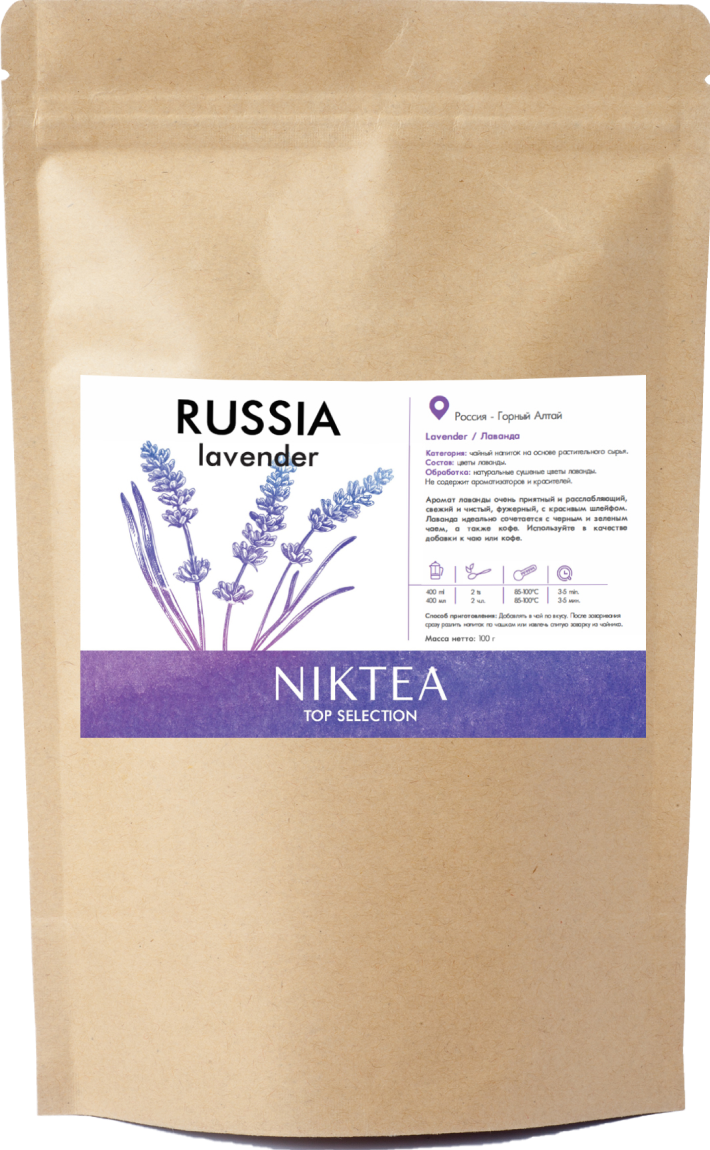 RUSSIA
lavender
Россия - Горный Алтай
Lavender / Лаванда
Категория: чайный напиток на основе растительного сырья.
Состав: цветы лаванды.
Обработка: натуральные сушеные цветы лаванды.
Не содержит ароматизаторов и красителей.
Аромат лаванды очень приятный и расслабляющий,
свежий и чистый, фужерный, с красивым шлейфом.
Лаванда идеально сочетается с черным и зеленым
чаем, а также кофе. Используйте в качестве
добавки к чаю или кофе.
400 ml 2 ts 85-100°C 3-5 min.
400 мл 2 ч.л. 85-100°C 3-5 мин.
Способ приготовления: Добавлять в чай по вкусу. После заваривания
сразу разлить напиток по чашкам или извлечь спитую заварку из чайника.
Масса нетто: 100 г
NIKTEA
TOP SELECTION